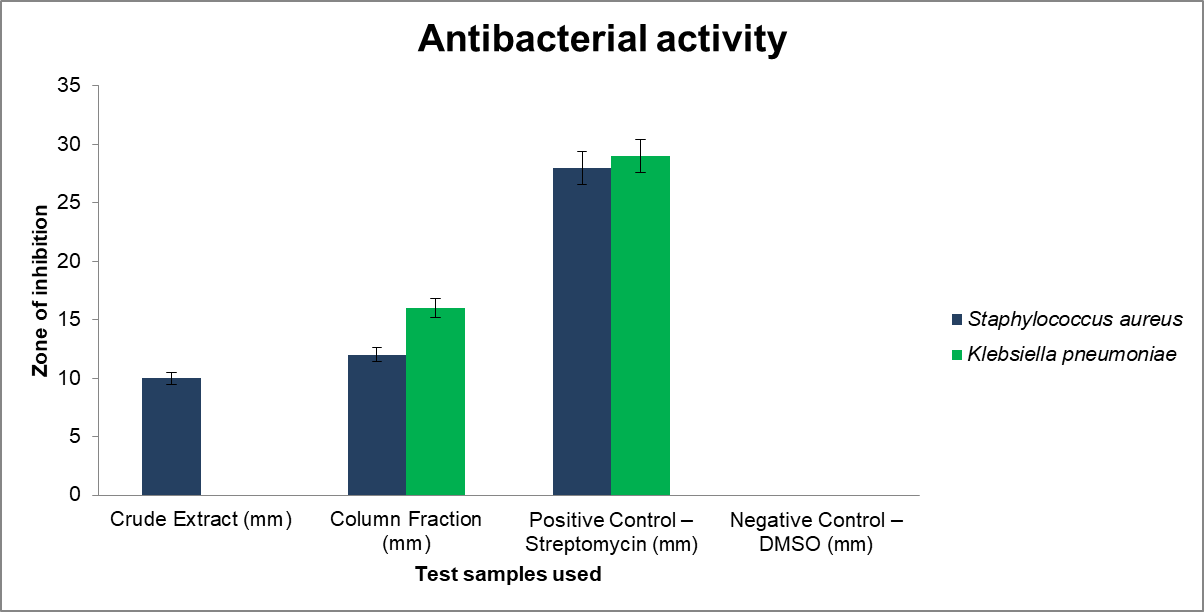 Antibacterial activity
35
30
25
20
15
10
5
0
Zone of inhibition
Crude Extract (mm)
Column Fraction
(mm)
Positive Control –
Streptomycin (mm)
Negative Control –
DMSO (mm)
Test samples used
Staphylococcus aureus
Klebsiella pneumoniae